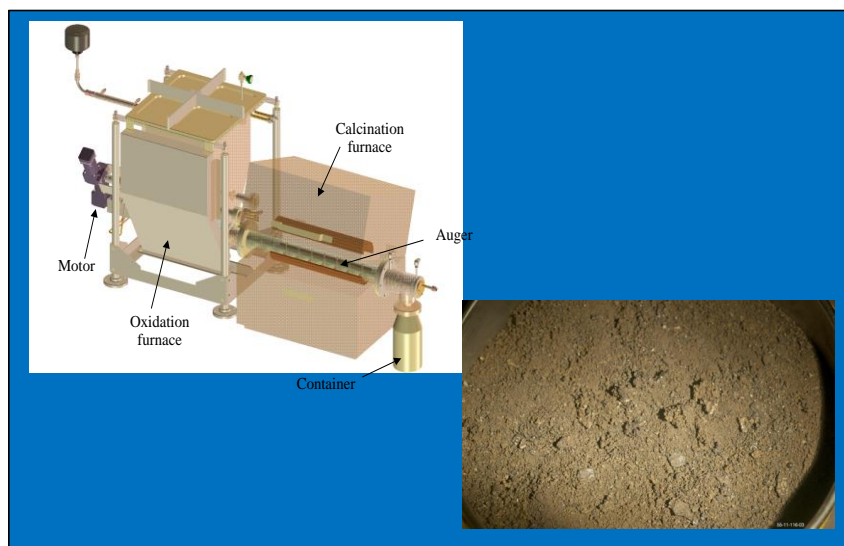 Calcination
furnace
Auger
Motor
Oxidation
furnace
Container